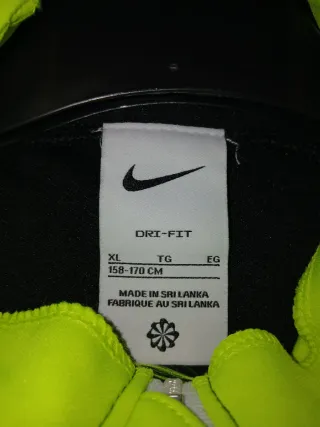 DRI-FIT
XL TG EG
158-170 CM
MADE IN SRI LANKA
FABRIQUE AU SRI LANKA